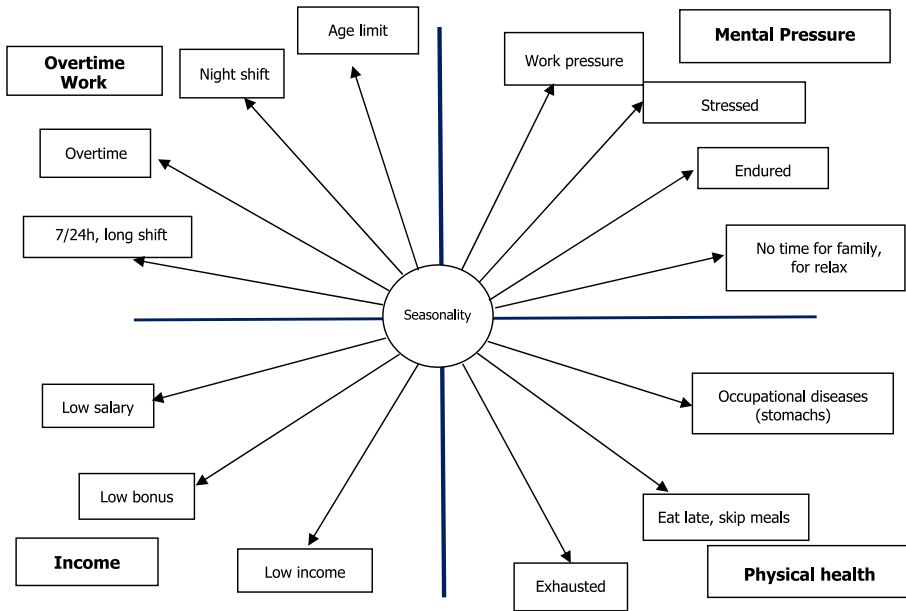 Age limit
Mental Pressure
Overtime
Work
Night shift
Work pressure
Stressed
Overtime
Endured
7/24h, long shift
No time for family,
for relax
Seasonality
Low salary
Occupational diseases
(stomachs)
Low bonus
Eat late, skip meals
Income
Low income
Exhausted
Physical health